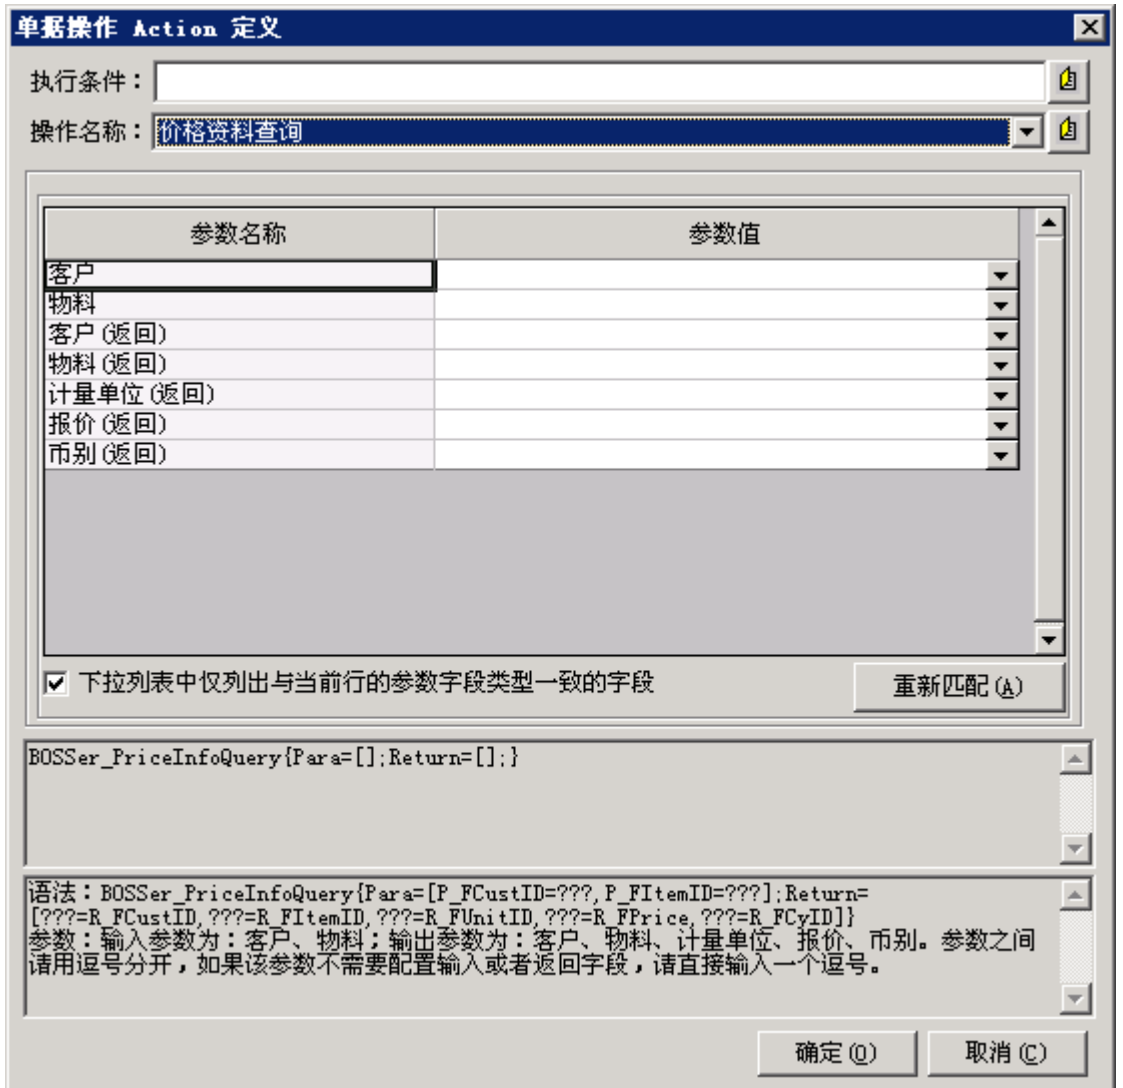 单据操作 Action 定义
执行条件：
操作名称：价格资料查询
参数名称 参数值
客户
物料
客户(返回)
物料(返回)
计量单位(返回)
报价(返回)
币别(返回)
下拉列表中仅列出与当前行的参数字段类型一致的字段 重新匹配(A)
BOSSer_PriceInfoQuery{Para=[];Return=[];}
语法：BOSSer_PriceInfoQuery{Para=[P_FCustID=???,P_FItemID=???];Return=
[???=R_FCustID,???=R_FItemID,???=R_FUnitID,???=R_FPrice,???=R_FCyID]}
参数：输入参数为：客户、物料；输出参数为：客户、物料、计量单位、报价、币别。参数之间
请用逗号分开，如果该参数不需要配置输入或者返回字段，请直接输入一个逗号。
确定(O) 取消(C)